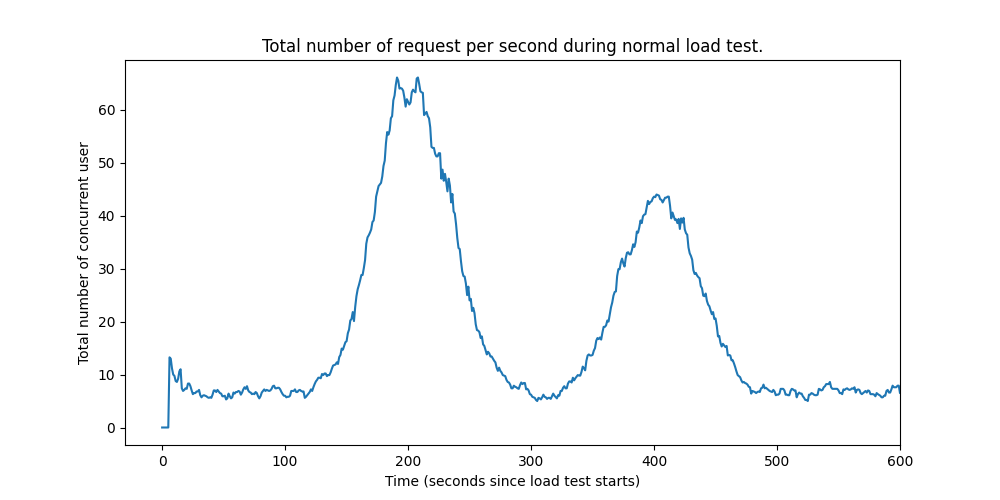 Total number of request per second during normal load test.
Total number of concurrent user
60
50
40
30
20
10
0
0 100 200 300 400 500 600
Time (seconds since load test starts)